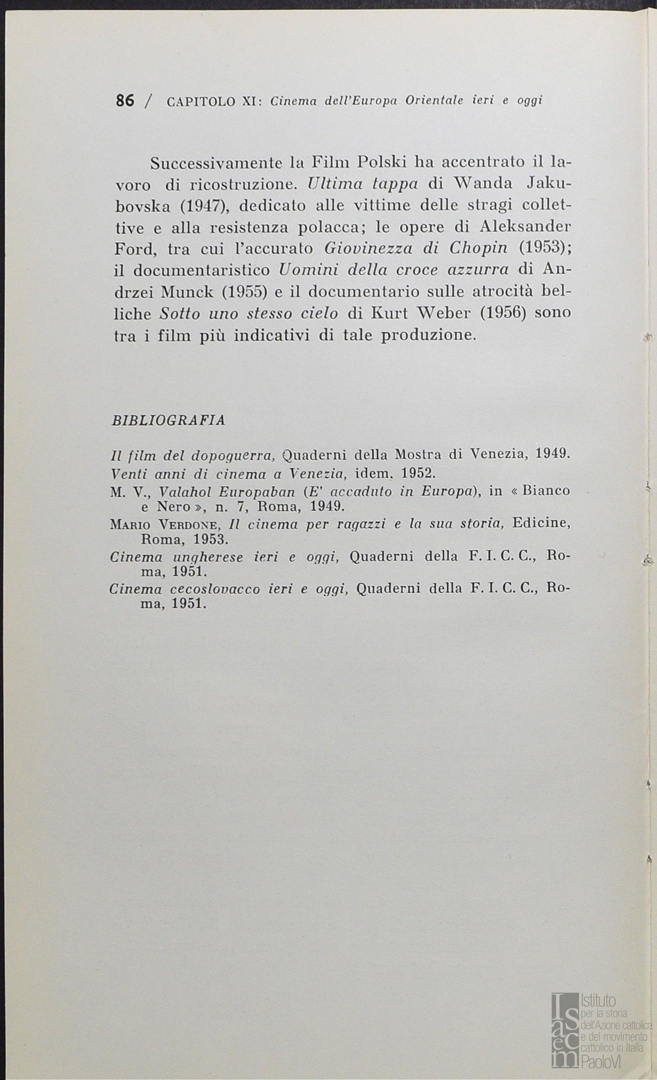 86 / CAPITOLO XI: Cinema dell'Europa Orientale ieri e oggi
Successivamente la Film Polski ha accentrato il la-
voro di ricostruzione. Ultima tappa di Wanda Jaku-
bovska (1947), dedicato alle vittime delle stragi collet-
tive e alla resistenza polacca; le opere di Aleksander
Ford, tra cui l'accurato Giovinezza di Chopin (1953);
il documentaristico Uomini della croce azzurra di An-
drzei Munck (1955) e il documentario sulle atrocità bel-
liche Sotto uno stesso cielo di Kurt Weber (1956) sono
tra i film più indicativi di tale produzione.
BIBLIOGRAFIA
Il film del dopoguerra, Quaderni della Mostra di Venezia, 1949.
Venti anni di cinema a Venezia, idem. 1952.
M. V., Valahol Europaban (E' accaduto in Europa), in « Bianco
e Nero », n. 7, Roma, 1949.
MARIO VERDONE, Il cinema per ragazzi e la sua storia, Edicine,
Roma, 1953.
Cinema ungherese ieri e oggi, Quaderni della F. I. C. C., Ro-
ma, 1951.
Cinema cecoslovacco ieri e oggi, Quaderni della F. I. C. C., Ro-
ma, 1951.
Isacem
Istituto
per la storia
dell'Azione cattolica
e del movimento
cattolico in Italia
PaoloVI